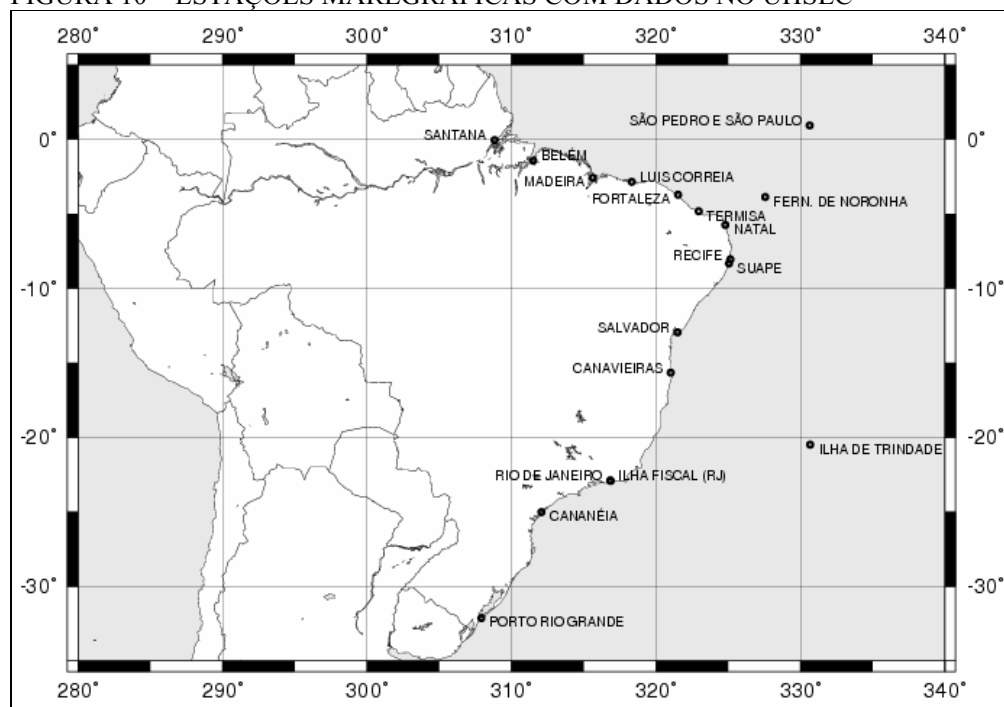 FIGURA 10 – ESTAÇÕES MAREGRÁFICAS COM DADOS NO UHSLC
280° 290° 300° 310° 320° 330° 340°
SÃO PEDRO E SÃO PAULO
0° 0°
SANTANA
BELÉM
MADEIRA
LUIS CORREIA
FORTALEZA
FERN. DE NORONHA
TERMISA
NATAL
RECIFE
SUAPE
-10° -10°
SALVADOR
CANAVIEIRAS
-20° -20°
ILHA DE TRINDADE
RIO DE JANEIRO ILHA FISCAL (RJ)
CANANÉIA
-30° -30°
PORTO RIO GRANDE
280° 290° 300° 310° 320° 330° 340°